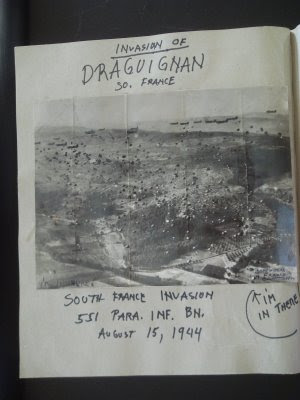 INVASION OF
DRAGUIGNAN
SO. FRANCE
SOUTH FRANCE INVASION
551 PARA. INF. BN.
AUGUST 15, 1944
↑ I'M
IN THERE!